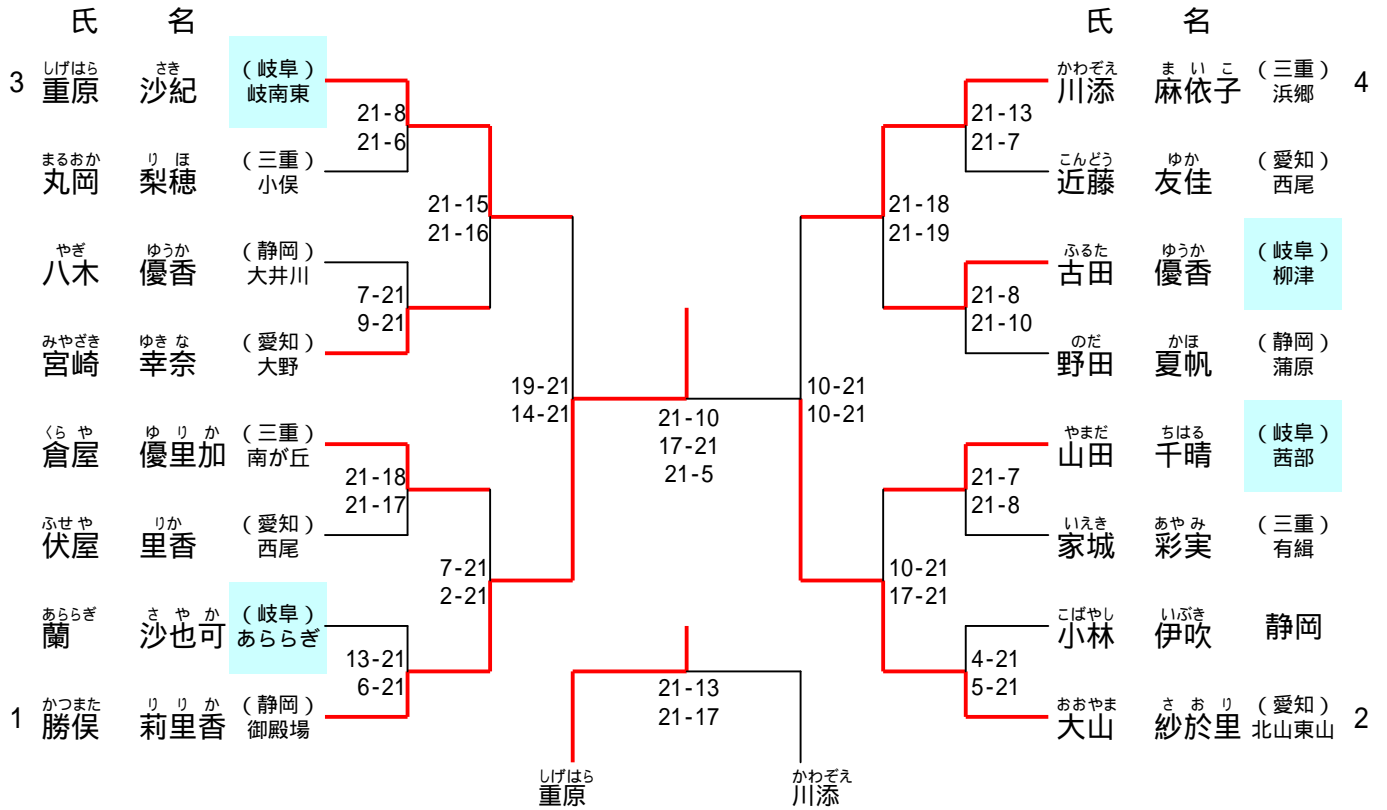 氏 名
しげはら さき (岐阜)
3 重原 沙紀 岐南東
21-8
21-6
まるおか りほ (三重)
丸岡 梨穂 小俣
21-15
21-16
やぎ ゆうか (静岡)
八木 優香 大井川
7-21
9-21
みやざき ゆきな (愛知)
宮崎 幸奈 大野
19-21
14-21
くらや ゆりか (三重)
倉屋 優里加 南が丘
21-18
21-17
ふせや りか (愛知)
伏屋 里香 西尾
7-21
2-21
あららぎ さやか (岐阜)
蘭 沙也可 あららぎ
13-21
6-21
かつまた りりか (静岡)
1 勝俣 莉里香 御殿場
21-10
17-21
21-5
21-13
21-17
しげはら かわぞえ
重原 川添
氏 名
かわぞえ まいこ (三重)
川添 麻依子 浜郷 4
21-13
21-7
こんどう ゆか (愛知)
近藤 友佳 西尾
21-18
21-19
ふるた ゆうか (岐阜)
古田 優香 柳津
21-8
21-10
のだ かほ (静岡)
野田 夏帆 蒲原
10-21
10-21
やまだ ちはる (岐阜)
山田 千晴 茜部
21-7
21-8
いえき あやみ (三重)
家城 彩実 有緝
10-21
17-21
こばやし いぶき
小林 伊吹 静岡
4-21
5-21
おおやま さおり (愛知)
大山 紗於里 北山東山 2